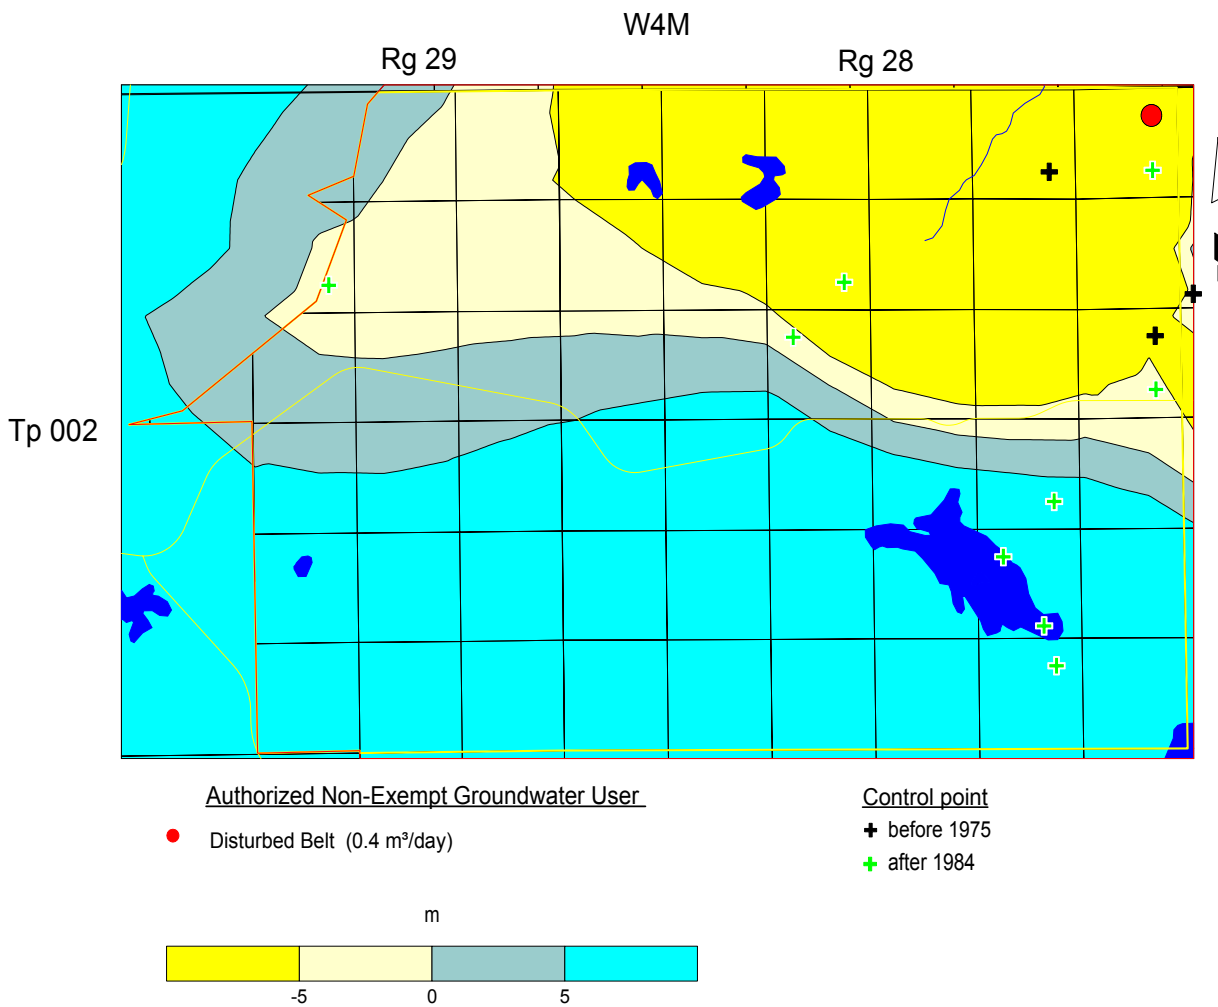 W4M
Rg 29
Rg 28
Tp 002
Authorized Non-Exempt Groundwater User
Disturbed Belt (0.4 m³/day)
Control point
before 1975
after 1984
m
-5
0
5